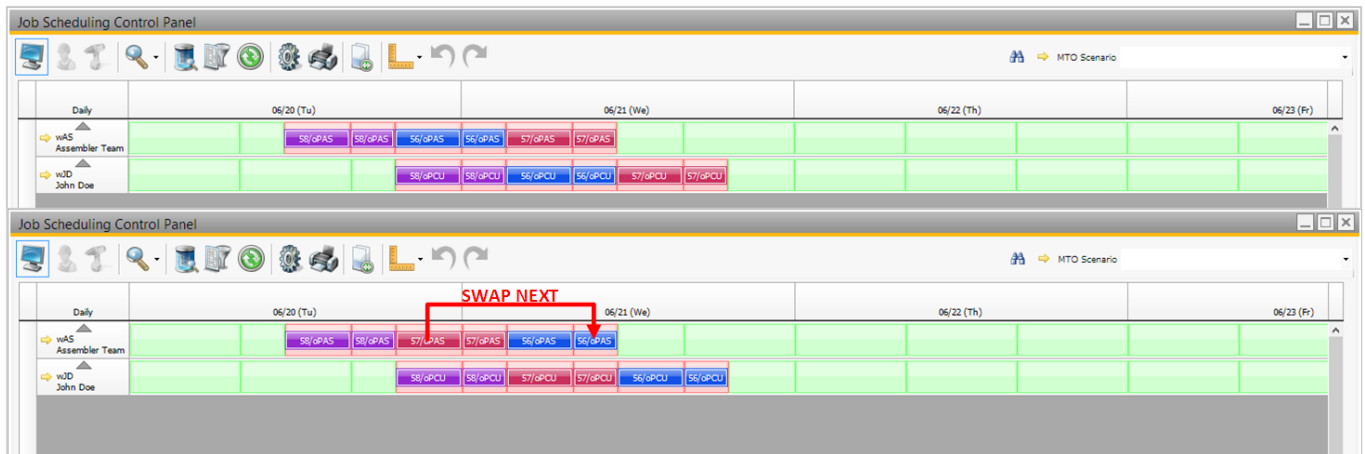 Job Scheduling Control Panel
MTO Scenario
Daily 06/20 (Tu) 06/21 (We) 06/22 (Th) 06/23 (Fr)
wAS 58/oPAS 58/oPAS 56/oPAS 56/oPAS 57/oPAS 57/oPAS
Assembler Team
wJD 58/oPCU 58/oPCU 56/oPCU 56/oPCU 57/oPCU 57/oPCU
John Doe
Job Scheduling Control Panel
MTO Scenario
SWAP NEXT
Daily 06/20 (Tu) 06/21 (We) 06/22 (Th) 06/23 (Fr)
wAS 58/oPAS 58/oPAS 57/oPAS 57/oPAS 56/oPAS 56/oPAS
Assembler Team
wJD 58/oPCU 58/oPCU 57/oPCU 57/oPCU 56/oPCU 56/oPCU
John Doe